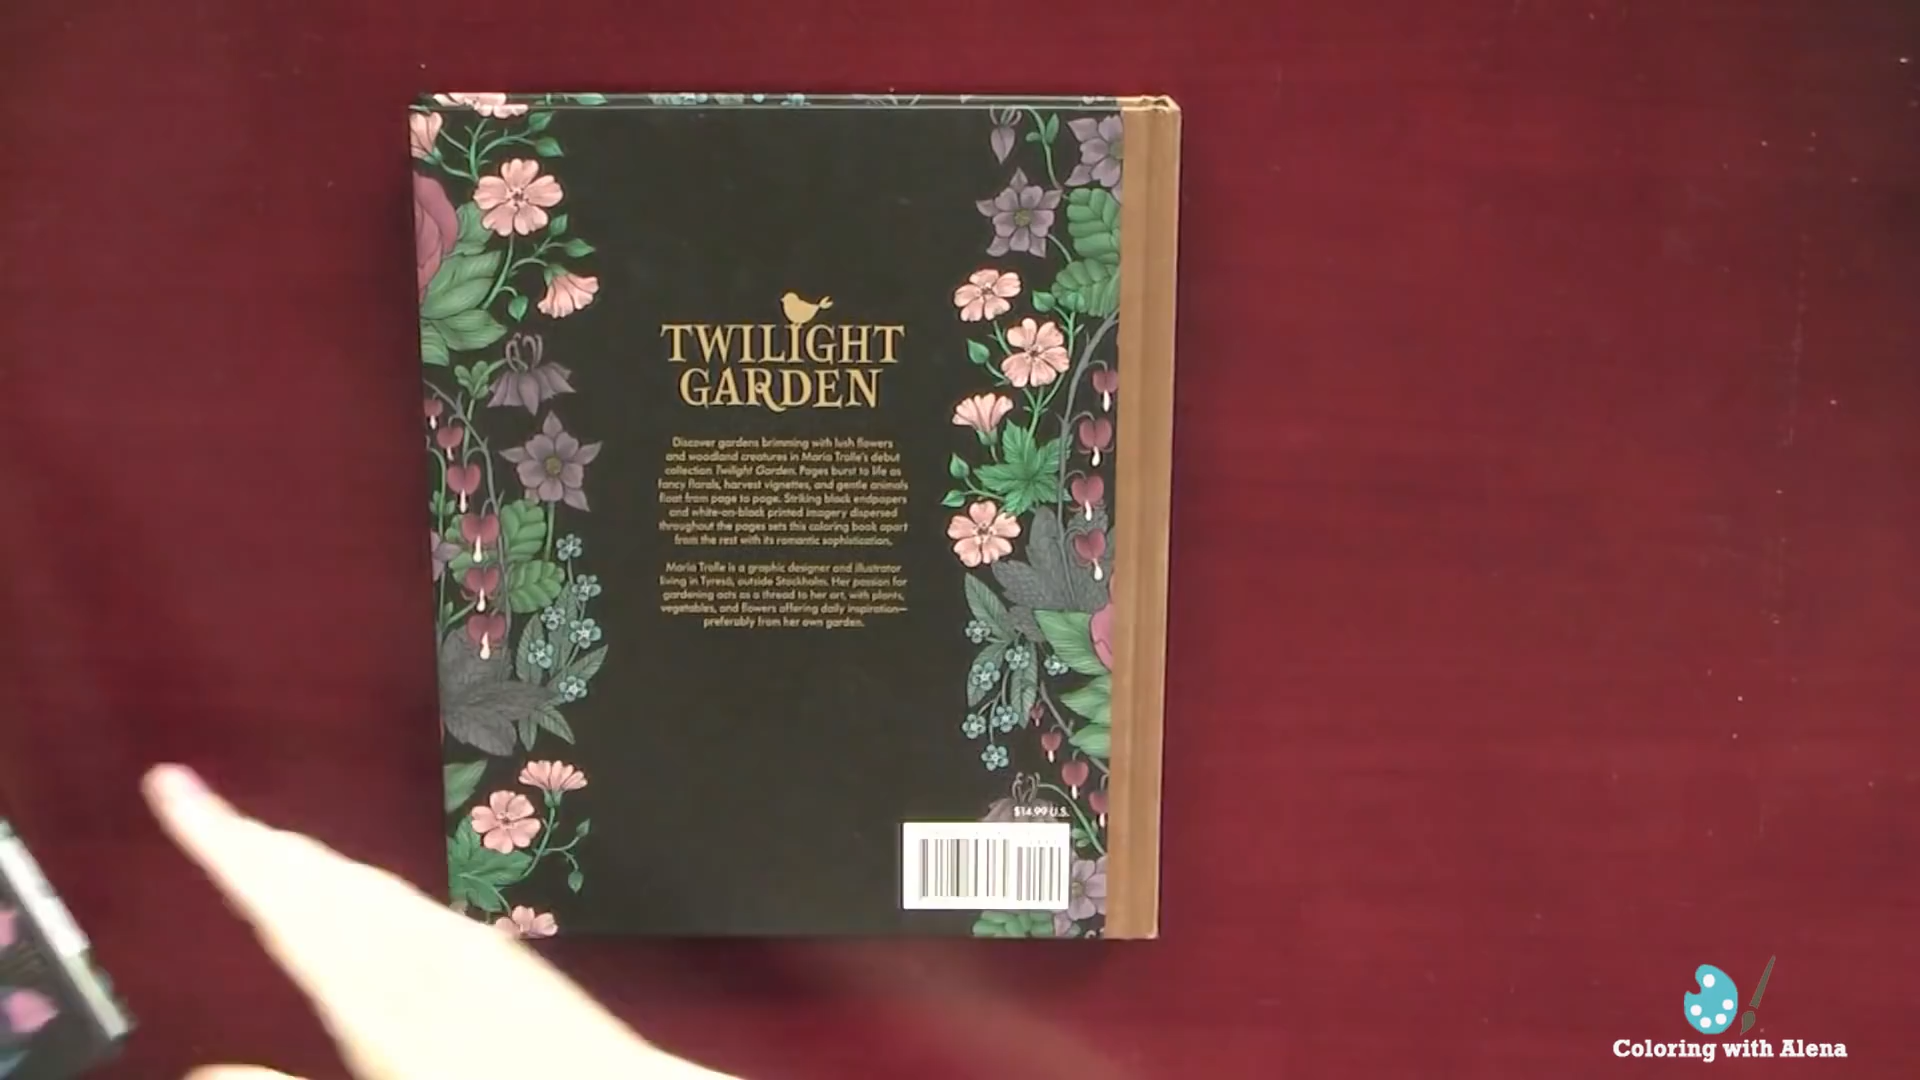 TWILIGHT
GARDEN
Discover gardens brimming with lush flowers
and woodland creatures in Maria Trolle's debut
collection Twilight Garden. Pages burst to life as
fancy florals, harvest vignettes, and gentle animals
float from page to page. Striking black endpapers
and white-on-black printed imagery dispersed
throughout the pages sets this coloring book apart
from the rest with its romantic sophistication.
Maria Trolle is a graphic designer and illustrator
living in Tyresö, outside Stockholm. Her passion for
gardening acts as a thread to her art, with plants,
vegetables, and flowers offering daily inspiration—
preferably from her own garden.
$14.99 U.S.
Coloring with Alena